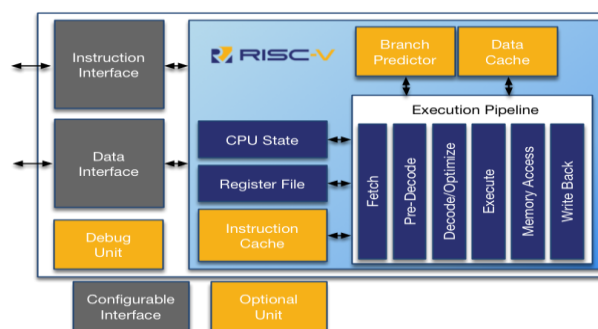 Instruction
Interface
RISC-V
Branch
Predictor
Data
Cache
Execution Pipeline
Data
Interface
CPU State
Register File
Instruction
Cache
Fetch
Pre-Decode
Decode/Optimize
Execute
Memory Access
Write Back
Debug
Unit
Configurable
Interface
Optional
Unit